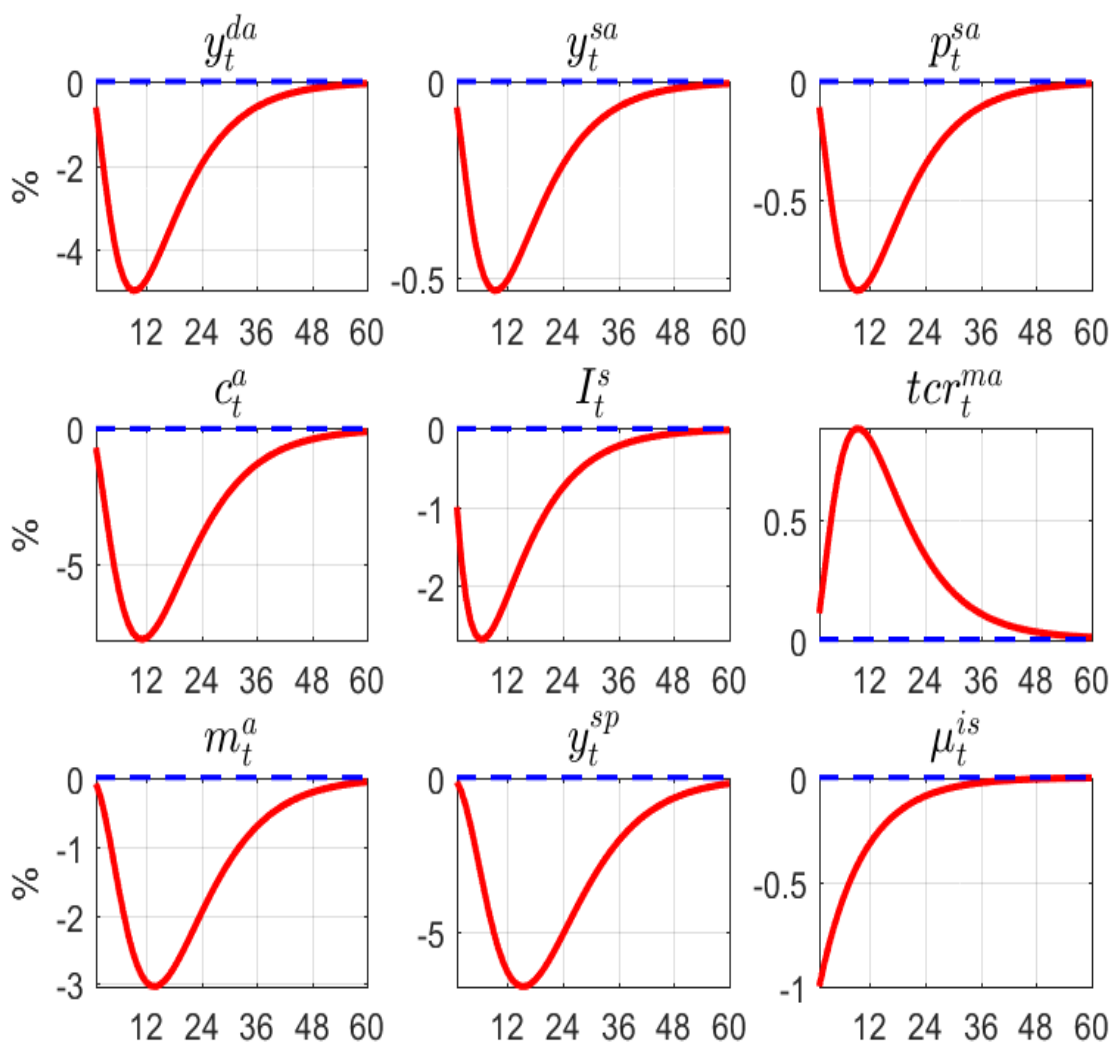 y_t^{da} y_t^{sa} p_t^{sa}
0 0 0
%
-2
-4
-0.5
-0.5
12 24 36 48 60 12 24 36 48 60 12 24 36 48 60
c_t^a I_t^s tcr_t^{ma}
0 0
%
-5
-1
-2
0.5
0
12 24 36 48 60 12 24 36 48 60 12 24 36 48 60
m_t^a y_t^{sp} μ_t^{is}
0 0 0
%
-1
-2
-3
-5
-0.5
-1
12 24 36 48 60 12 24 36 48 60 12 24 36 48 60